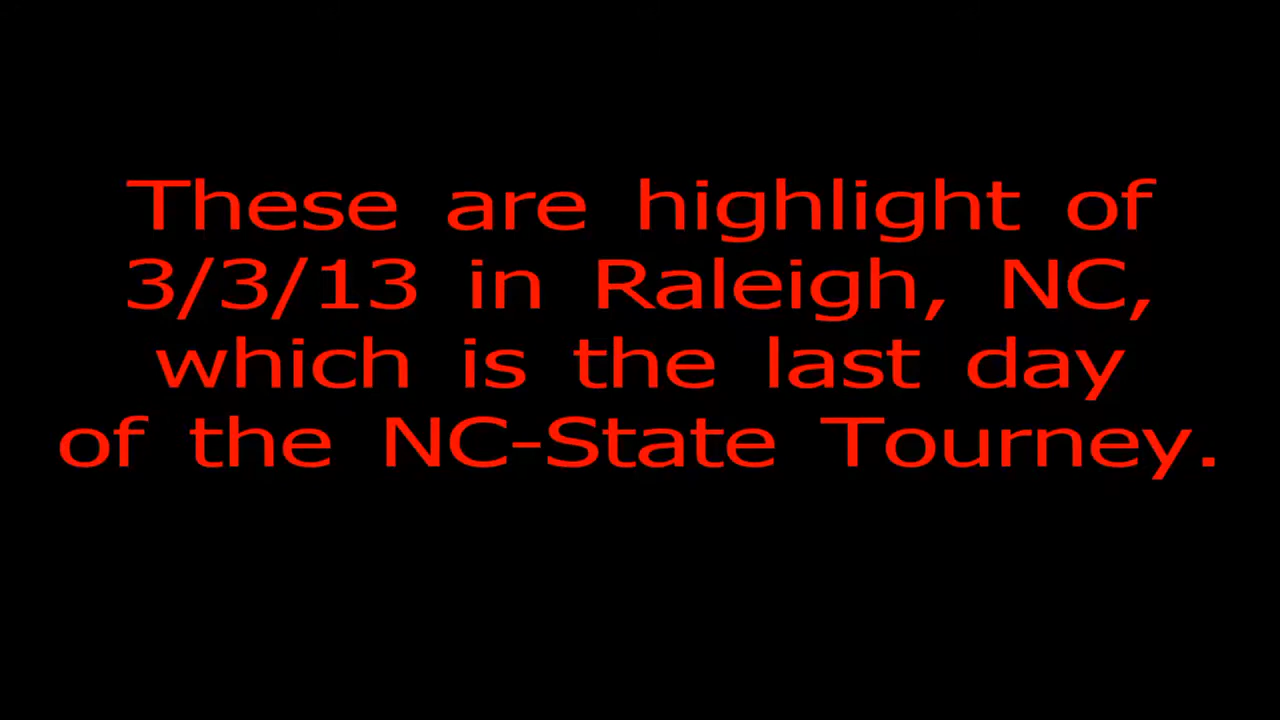 These are highlight of
3/3/13 in Raleigh, NC,
which is the last day
of the NC-State Tourney.